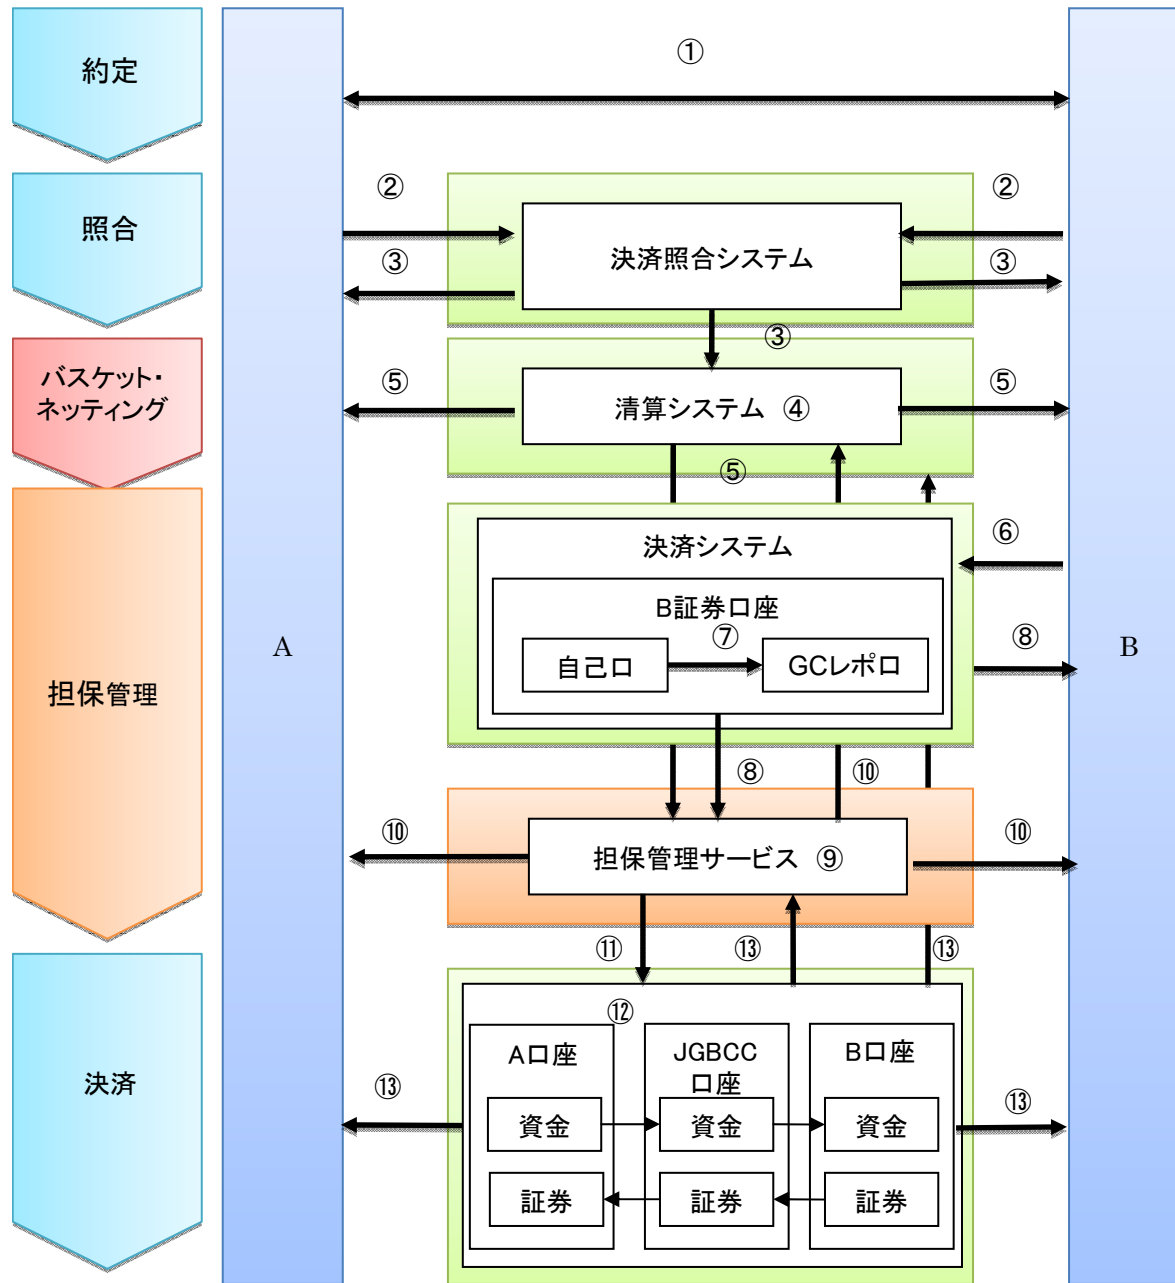 約定
①
照合
②
②
決済照合システム
③
③
③
バスケット・
ネッティング
⑤
清算システム ④
⑤
⑤
担保管理
A
B
決済システム
⑥
B証券口座
⑦
自己口
GCレポ口
⑧
⑧
⑩
⑩
担保管理サービス ⑨
⑩
⑪
⑬
⑬
決済
⑫
A口座
JGBCC
口座
B口座
⑬
資金
資金
資金
⑬
証券
証券
証券